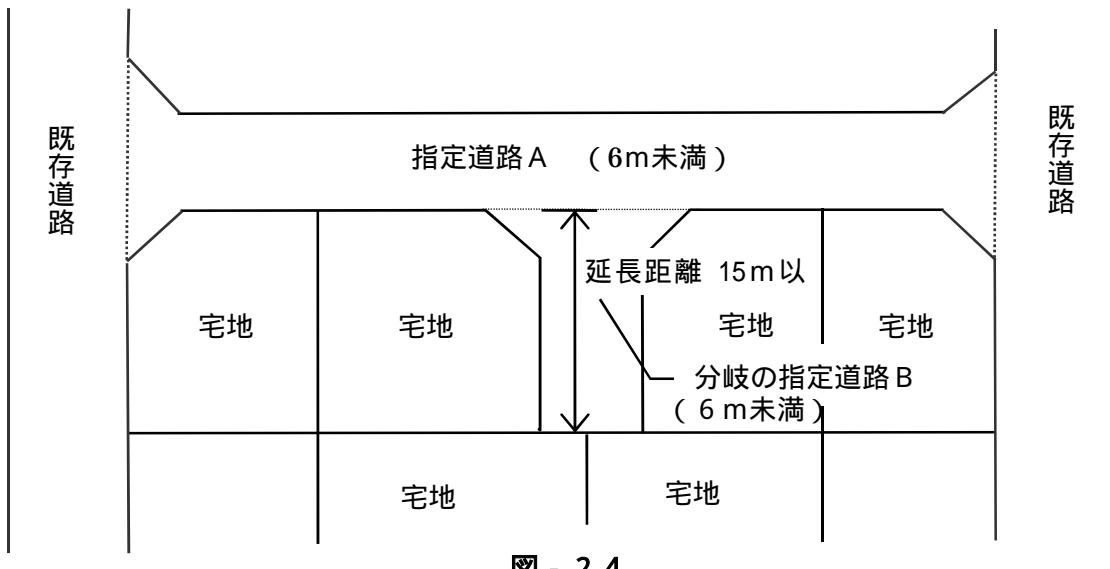 既存道路
既存道路
指定道路A （6m未満）
延長距離 15m以
宅地
宅地
宅地
宅地
分岐の指定道路B
（6m未満）
宅地
宅地
図-24